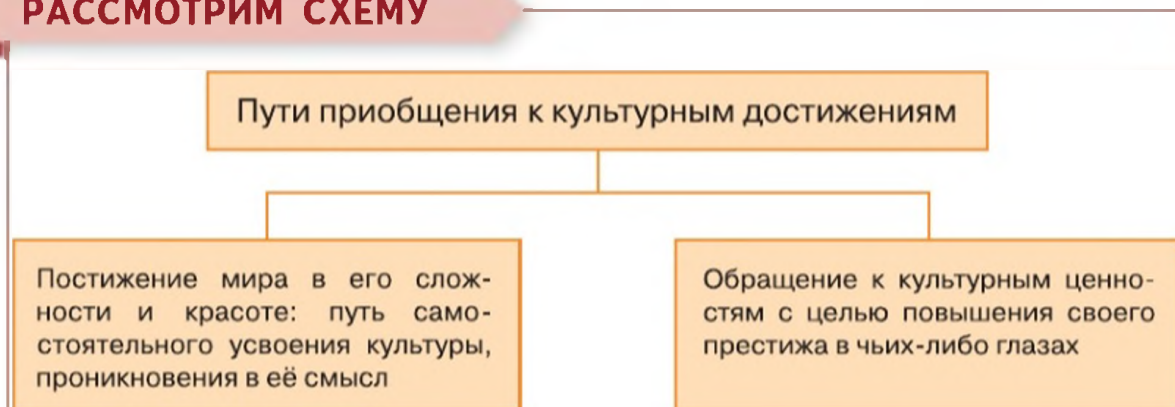 РАССМОТРИМ СХЕМУ
Пути приобщения к культурным достижениям
Постижение мира в его слож-
ности и красоте: путь само-
стоятельного усвоения культуры,
проникновения в её смысл
Обращение к культурным ценно-
стям с целью повышения своего
престижа в чьих-либо глазах